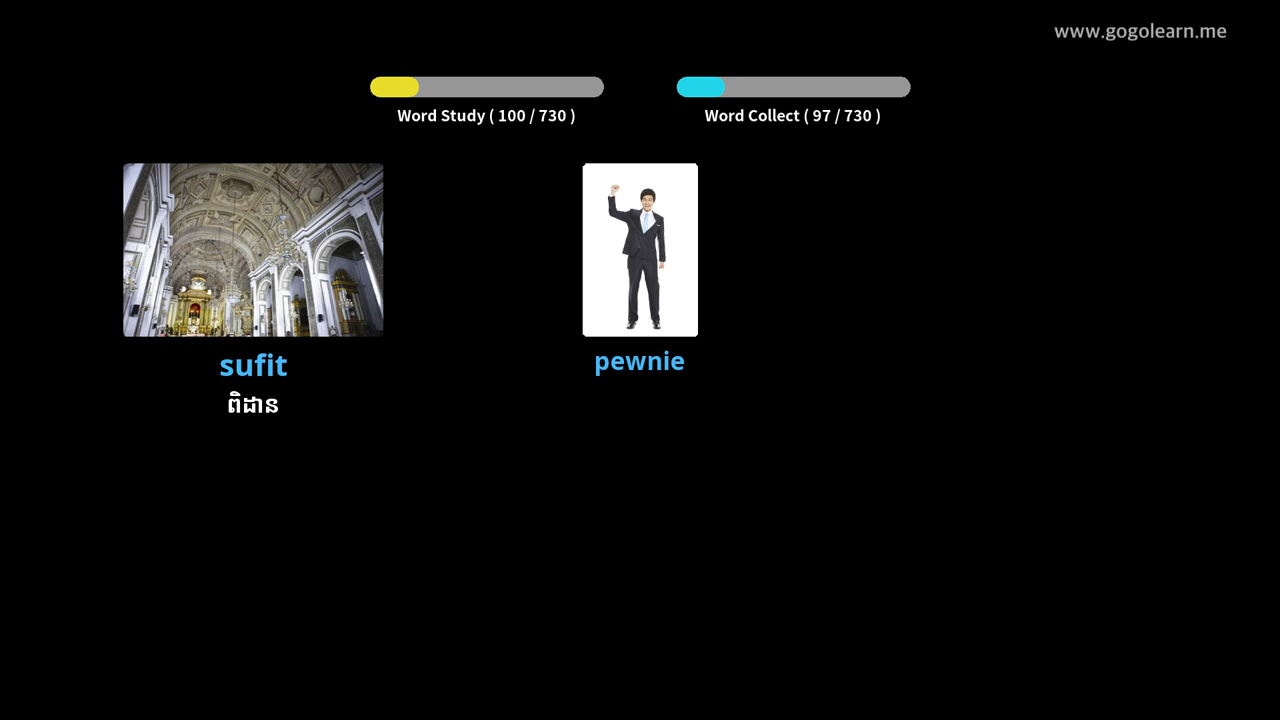 www.gogolearn.me
Word Study ( 100 / 730 )
Word Collect ( 97 / 730 )
sufit
ពិដាន
pewnie